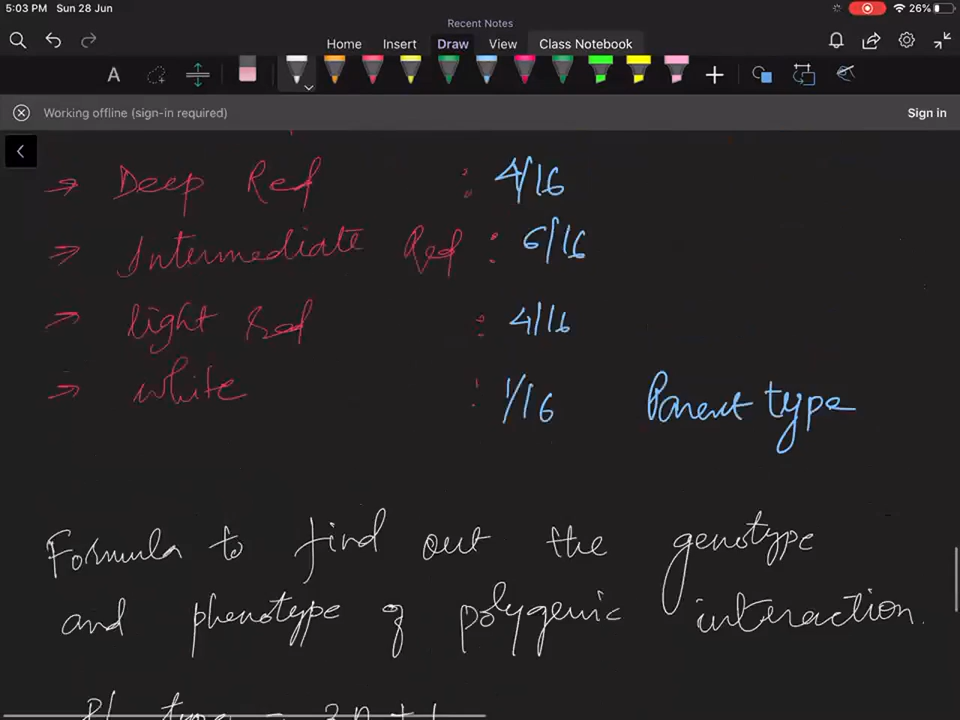 5:03 PM Sun 28 Jun
26%
Recent Notes
Home Insert Draw View Class Notebook
A
Working offline (sign-in required) Sign in
→ Deep Red : 4/16
→ Intermediate Red : 6/16
→ light Red : 4/16
→ white : 1/16 Parent type
Formula to find out the genotype
and phenotype of polygenic interaction.